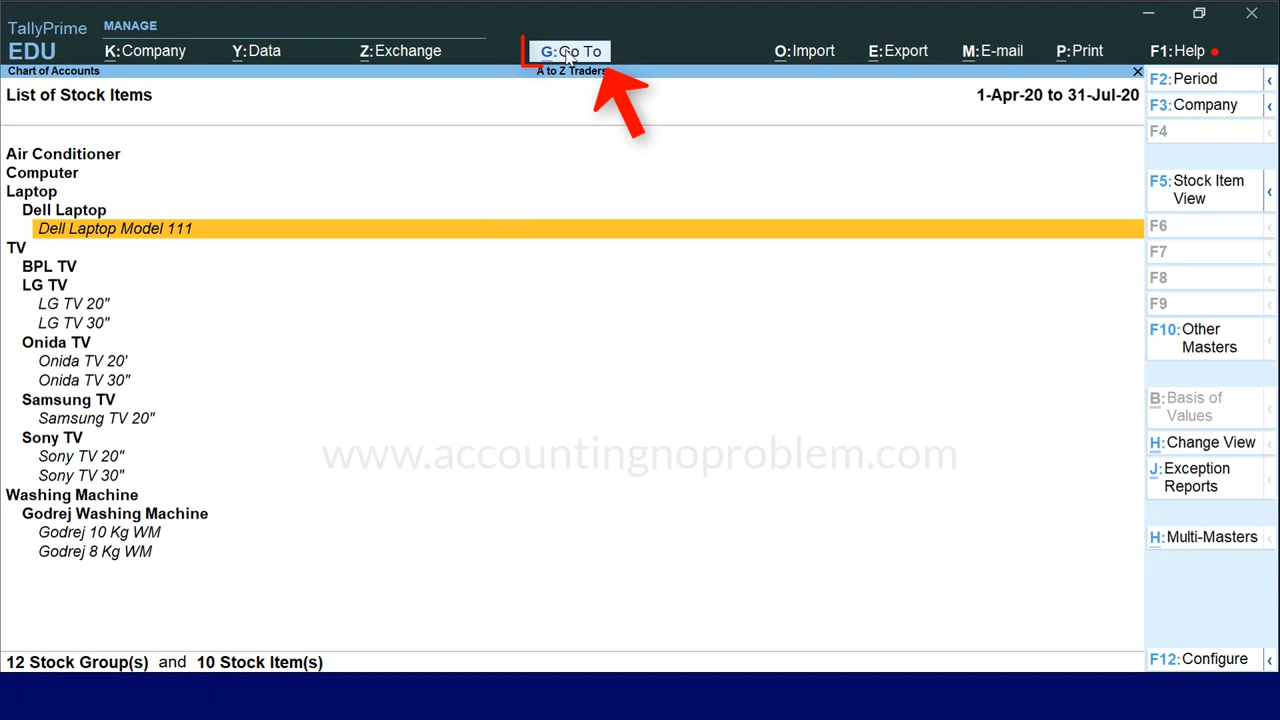 TallyPrime
MANAGE
EDU
K:Company
Y:Data
Z:Exchange
G:Go To
O:Import
E:Export
M:E-mail
P:Print
F1:Help
Chart of Accounts
A to Z Traders
List of Stock Items
1-Apr-20 to 31-Jul-20
Air Conditioner
Computer
Laptop
Dell Laptop
Dell Laptop Model 111
TV
BPL TV
LG TV
LG TV 20"
LG TV 30"
Onida TV
Onida TV 20'
Onida TV 30"
Samsung TV
Samsung TV 20"
Sony TV
Sony TV 20"
Sony TV 30"
Washing Machine
Godrej Washing Machine
Godrej 10 Kg WM
Godrej 8 Kg WM
www.accountingnoproblem.com
12 Stock Group(s) and 10 Stock Item(s)
F2:Period
F3:Company
F4
F5:Stock Item
View
F6
F7
F8
F9
F10:Other
Masters
B:Basis of
Values
H:Change View
J:Exception
Reports
H:Multi-Masters
F12:Configure